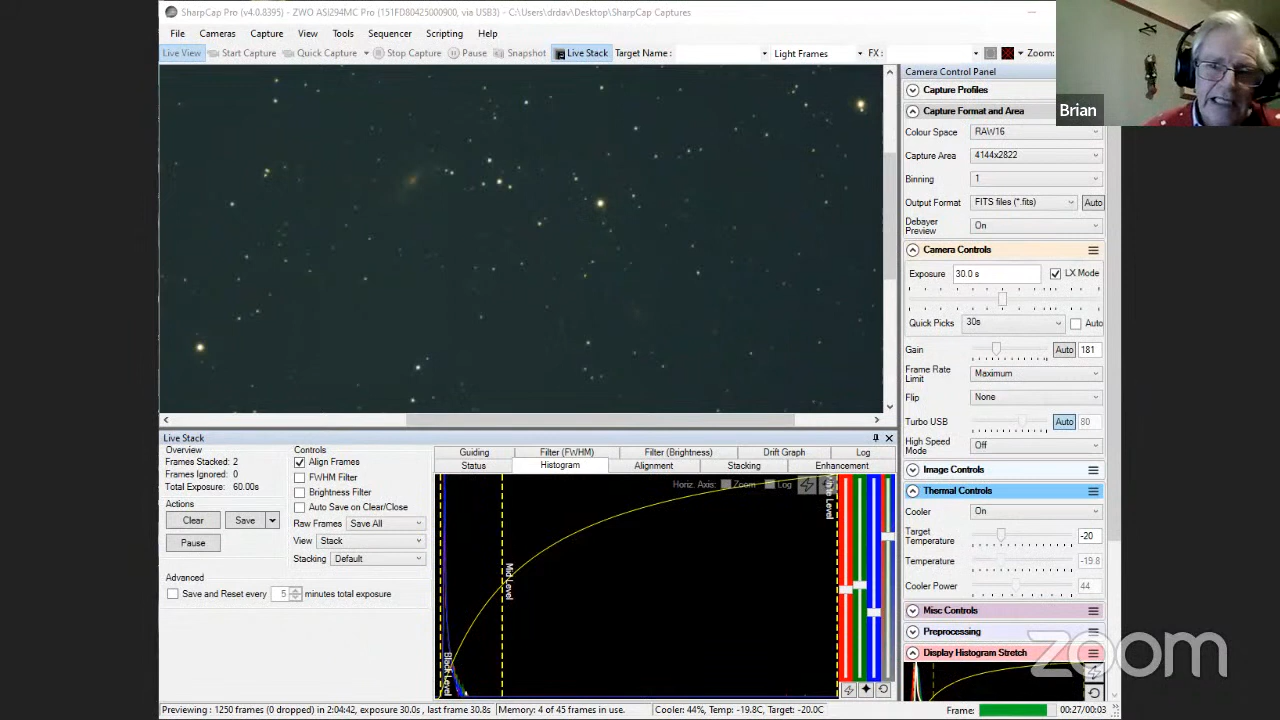 SharpCap Pro (v4.0.8395) - ZWO ASI294MC Pro (151FD80425000900, via USB3) - C:\Users\drdav\Desktop\SharpCap Captures
File Cameras Capture View Tools Sequencer Scripting Help
Live View Start Capture Quick Capture Stop Capture Pause Snapshot Live Stack Target Name : Light Frames FX : Zoom:
Brian
Camera Control Panel
Capture Profiles
Capture Format and Area
Colour Space RAW16
Capture Area 4144x2822
Binning 1
Output Format FITS files (*.fits) Auto
Debayer
Preview On
Camera Controls
Exposure 30.0 s LX Mode
Quick Picks 30s Auto
Gain Auto 181
Frame Rate
Limit Maximum
Flip None
Turbo USB Auto 80
High Speed
Mode Off
Image Controls
Thermal Controls
Cooler On
Target
Temperature -20
Temperature -19.8
Cooler Power 44
Misc Controls
Preprocessing
Display Histogram Stretch
Live Stack
Overview
Frames Stacked: 2
Frames Ignored: 0
Total Exposure: 60.00s
Actions
Clear Save
Pause
Controls
Align Frames
FWHM Filter
Brightness Filter
Auto Save on Clear/Close
Raw Frames Save All
View Stack
Stacking Default
Advanced
Save and Reset every 5 minutes total exposure
Guiding Filter (FWHM) Filter (Brightness) Drift Graph Log
Status Histogram Alignment Stacking Enhancement
Horiz. Axis: Zoom Log
White Level
Mid Level
Black Level
zoom
Previewing : 1250 frames (0 dropped) in 2:04:42, exposure 30.0s , last frame 30.8s Memory: 4 of 45 frames in use. Cooler: 44%, Temp: -19.8C, Target: -20.0C Frame: 00:27/00:03